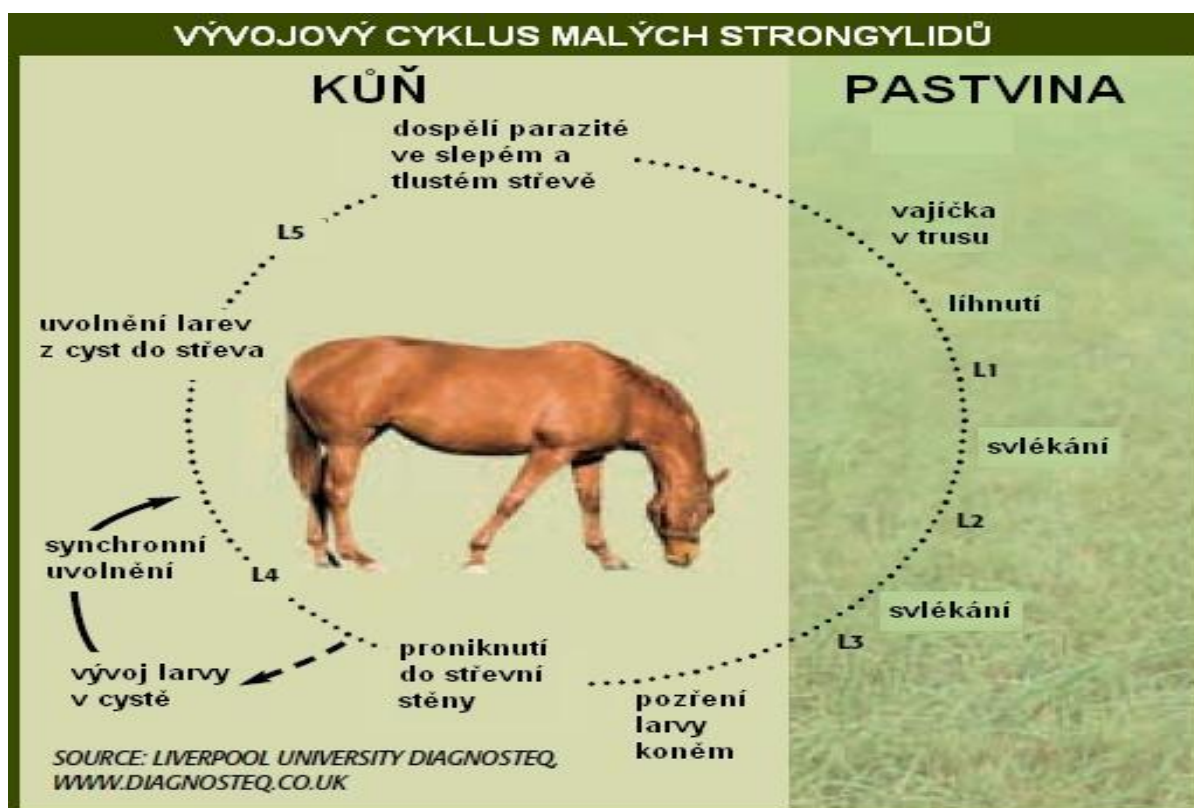 VÝVOJOVÝ CYKLUS MALÝCH STRONGYLIDŮ
KŮŇ
PASTVINA
dospělí parazité
ve slepém a
tlustém střevě
vajíčka
v trusu
líhnutí
L1
svlékání
L2
svlékání
L3
pozření
larvy
koněm
proniknutí
do střevní
stěny
vývoj larvy
v cystě
synchronní
uvolnění
L4
uvolnění larev
z cyst do střeva
L5
SOURCE: LIVERPOOL UNIVERSITY DIAGNOSTEQ,
WWW.DIAGNOSTEQ.CO.UK